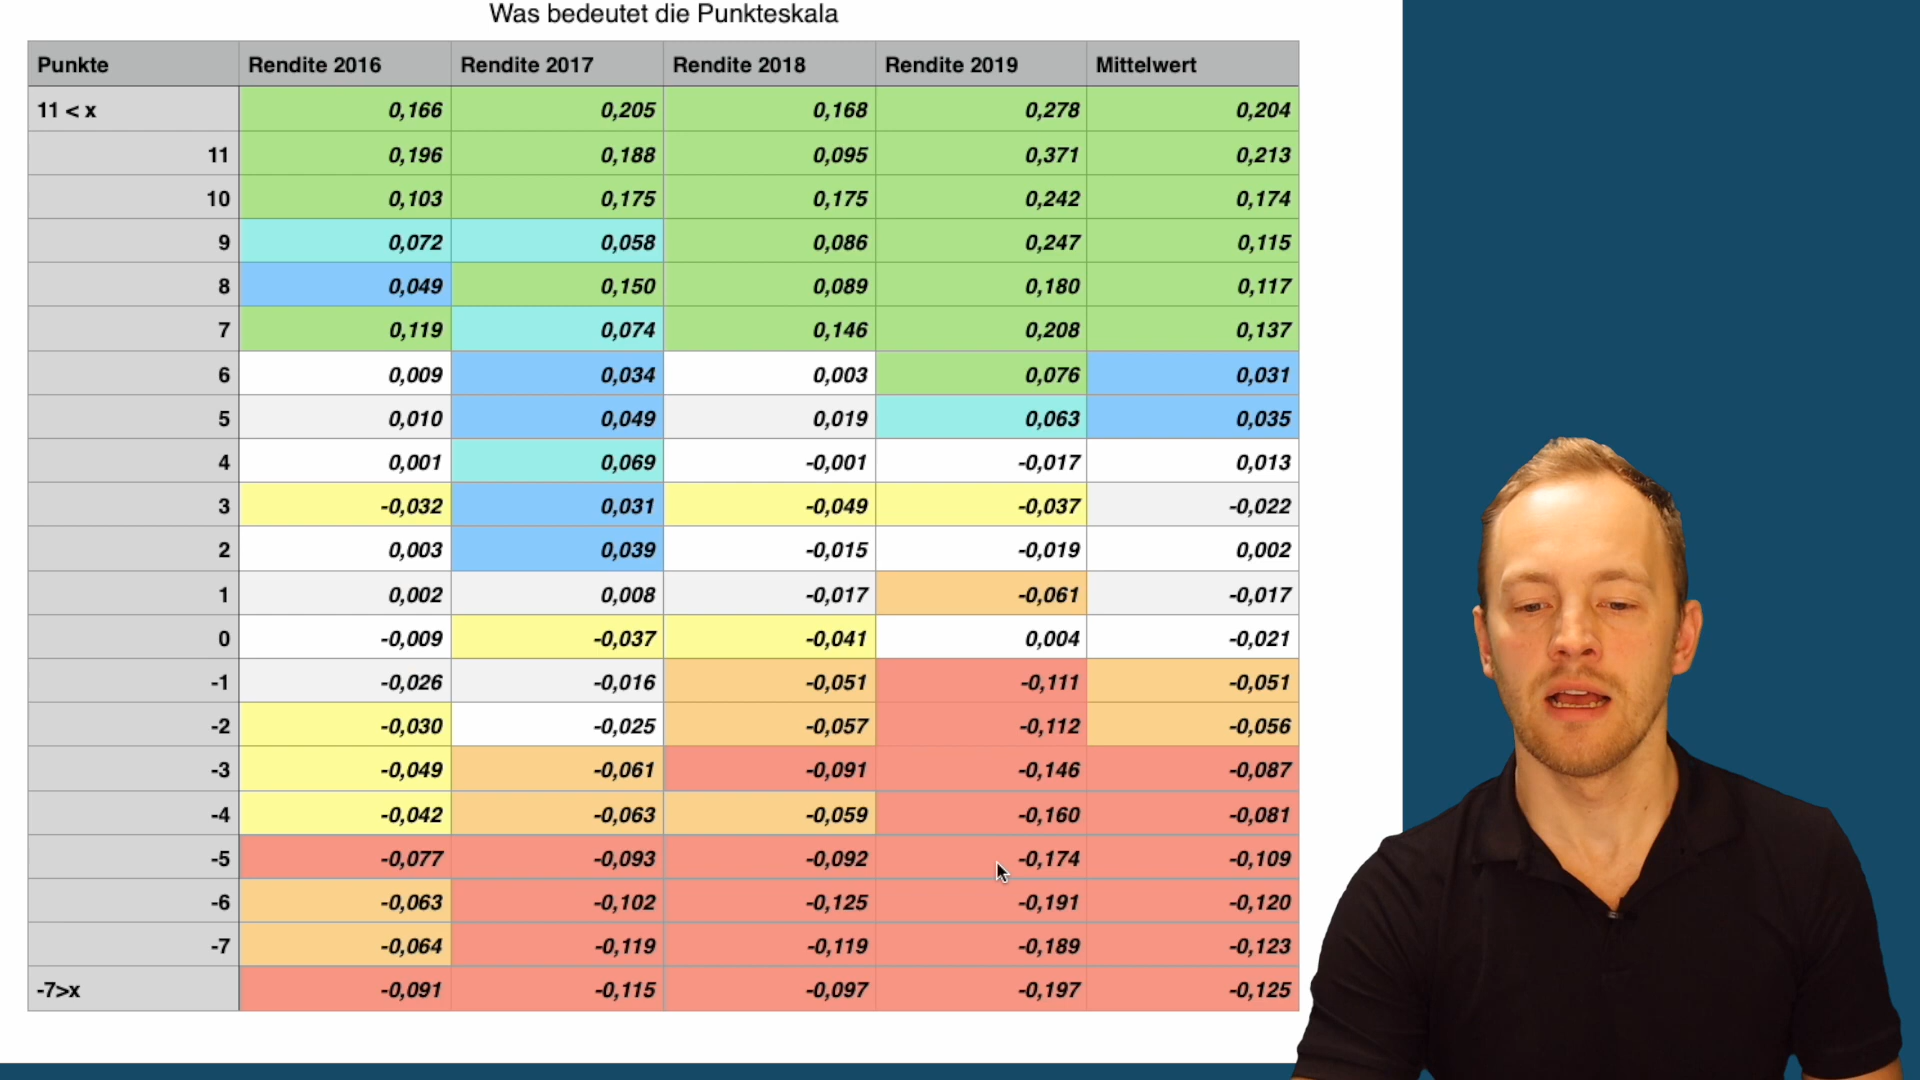 Was bedeutet die Punkteskala
Punkte Rendite 2016 Rendite 2017 Rendite 2018 Rendite 2019 Mittelwert
11 < x 0,166 0,205 0,168 0,278 0,204
11 0,196 0,188 0,095 0,371 0,213
10 0,103 0,175 0,175 0,242 0,174
9 0,072 0,058 0,086 0,247 0,115
8 0,049 0,150 0,089 0,180 0,117
7 0,119 0,074 0,146 0,208 0,137
6 0,009 0,034 0,003 0,076 0,031
5 0,010 0,049 0,019 0,063 0,035
4 0,001 0,069 -0,001 -0,017 0,013
3 -0,032 0,031 -0,049 -0,037 -0,022
2 0,003 0,039 -0,015 -0,019 0,002
1 0,002 0,008 -0,017 -0,061 -0,017
0 -0,009 -0,037 -0,041 0,004 -0,021
-1 -0,026 -0,016 -0,051 -0,111 -0,051
-2 -0,030 -0,025 -0,057 -0,112 -0,056
-3 -0,049 -0,061 -0,091 -0,146 -0,087
-4 -0,042 -0,063 -0,059 -0,160 -0,081
-5 -0,077 -0,093 -0,092 -0,174 -0,109
-6 -0,063 -0,102 -0,125 -0,191 -0,120
-7 -0,064 -0,119 -0,119 -0,189 -0,123
-7>x -0,091 -0,115 -0,097 -0,197 -0,125